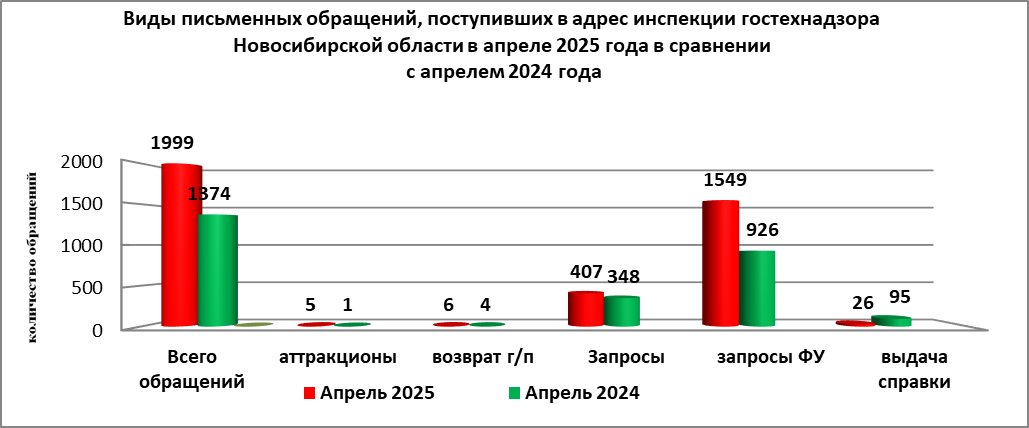 Виды письменных обращений, поступивших в адрес инспекции гостехнадзора
Новосибирской области в апреле 2025 года в сравнении
с апрелем 2024 года
количество обращений
2000
1500
1000
500
0
1999
1374
5
1
6
4
407
348
1549
926
26
95
Всего
обращений
аттракционы
возврат г/п
Запросы
запросы ФУ
выдача
справки
Апрель 2025
Апрель 2024